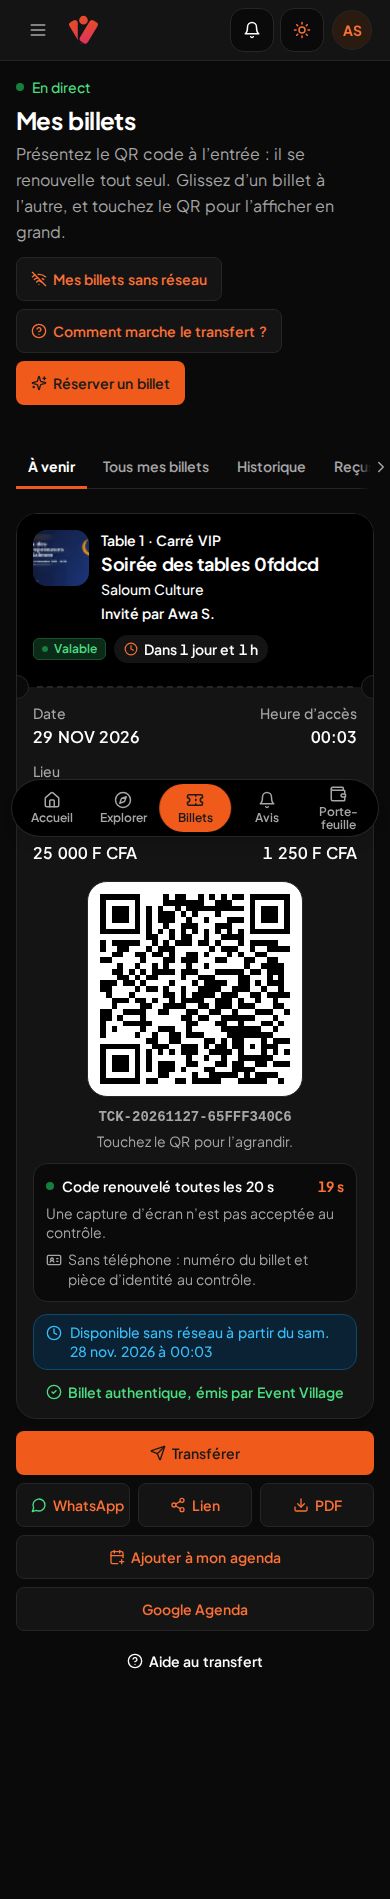 AS
En direct
Mes billets
Présentez le QR code à l’entrée : il se
renouvelle tout seul. Glissez d’un billet à
l’autre, et touchez le QR pour l’afficher en
grand.
Mes billets sans réseau
Comment marche le transfert ?
Réserver un billet
À venir Tous mes billets Historique Reçus
Table 1 · Carré VIP
Soirée des tables 0fddcd
Saloum Culture
Invité par Awa S.
Valable Dans 1 jour et 1 h
Date Heure d’accès
29 NOV 2026 00:03
Lieu
Accueil Explorer Billets Avis Porte-
feuille
25 000 F CFA 1 250 F CFA
TCK-20261127-65FFF340C6
Touchez le QR pour l’agrandir.
Code renouvelé toutes les 20 s 19 s
Une capture d’écran n’est pas acceptée au
contrôle.
Sans téléphone : numéro du billet et
pièce d’identité au contrôle.
Disponible sans réseau à partir du sam.
28 nov. 2026 à 00:03
Billet authentique, émis par Event Village
Transférer
WhatsApp Lien PDF
Ajouter à mon agenda
Google Agenda
Aide au transfert